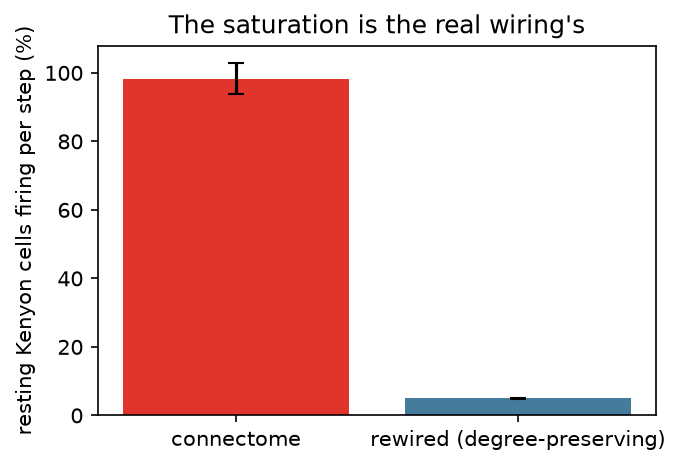 The saturation is the real wiring's
resting Kenyon cells firing per step (%)
100
80
60
40
20
0
connectome
rewired (degree-preserving)